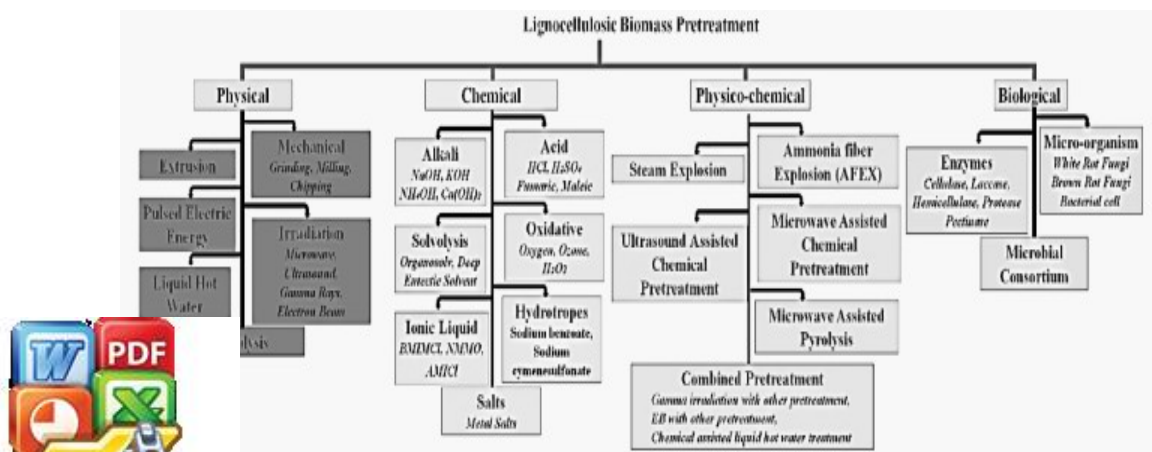 Lignocellulosic Biomass Pretreatment
Physical
Extrusion
Mechanical
Grinding, Milling,
Chipping
Pulsed Electric
Energy
Irradiation
Microwave,
Ultrasound,
Gamma Rays,
Electron Beam
Liquid Hot
Water
olysis
Chemical
Alkali
NaOH, KOH
NH₄OH, Ca(OH)₂
Acid
HCl, H₂SO₄
Fumaric, Maleic
Solvolysis
Organosolv, Deep
Eutectic Solvent
Oxidative
Oxygen, Ozone,
H₂O₂
Ionic Liquid
BMIMCl, NMMO,
AMICl
Hydrotropes
Sodium benzoate,
Sodium
cymenesulfonate
Salts
Metal Salts
Physico-chemical
Steam Explosion
Ammonia fiber
Explosion (AFEX)
Ultrasound Assisted
Chemical
Pretreatment
Microwave Assisted
Chemical
Pretreatment
Microwave Assisted
Pyrolysis
Combined Pretreatment
Gamma irradiation with other pretreatment,
EB with other pretreatment,
Chemical assisted liquid hot water treatment
Biological
Enzymes
Cellulase, Laccase,
Hemicellulase, Protease
Pectinase
Micro-organism
White Rot Fungi
Brown Rot Fungi
Bacterial cell
Microbial
Consortium
W
PDF
X